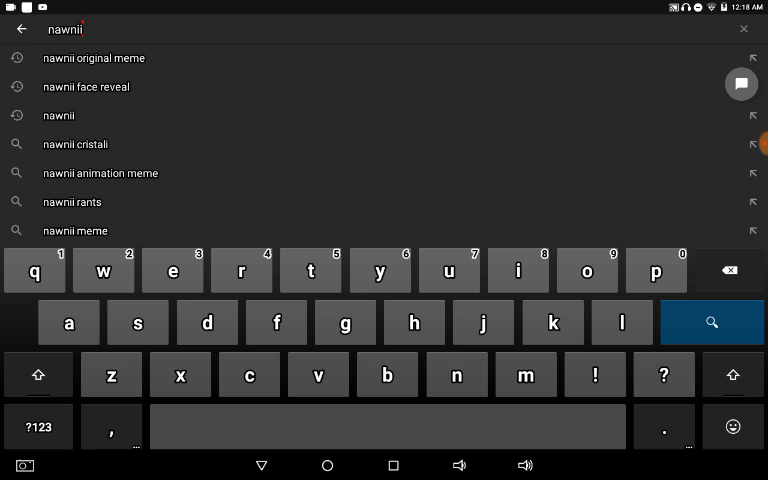 12:18 AM
nawnii
nawnii original meme
nawnii face reveal
nawnii
nawnii cristali
nawnii animation meme
nawnii rants
nawnii meme
q 1 w 2 e 3 r 4 t 5 y 6 u 7 i 8 o 9 p 0
a s d f g h j k l
z x c v b n m ! ?
?123 , ... . ...